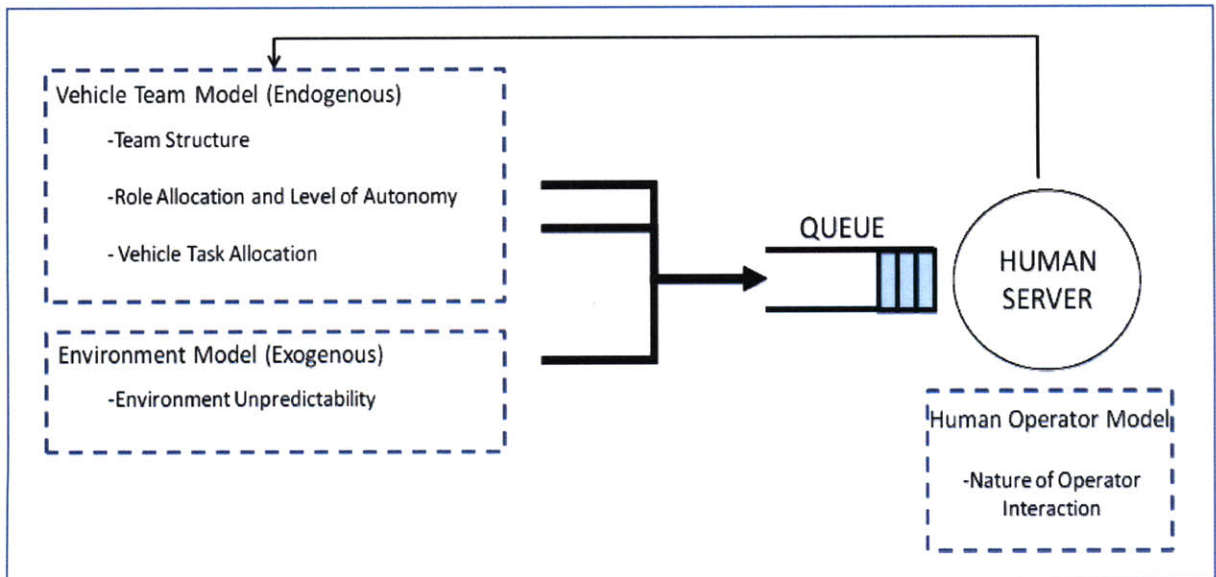 Vehicle Team Model (Endogenous)
-Team Structure
-Role Allocation and Level of Autonomy
- Vehicle Task Allocation
Environment Model (Exogenous)
-Environment Unpredictability
QUEUE
HUMAN
SERVER
Human Operator Model
-Nature of Operator
Interaction